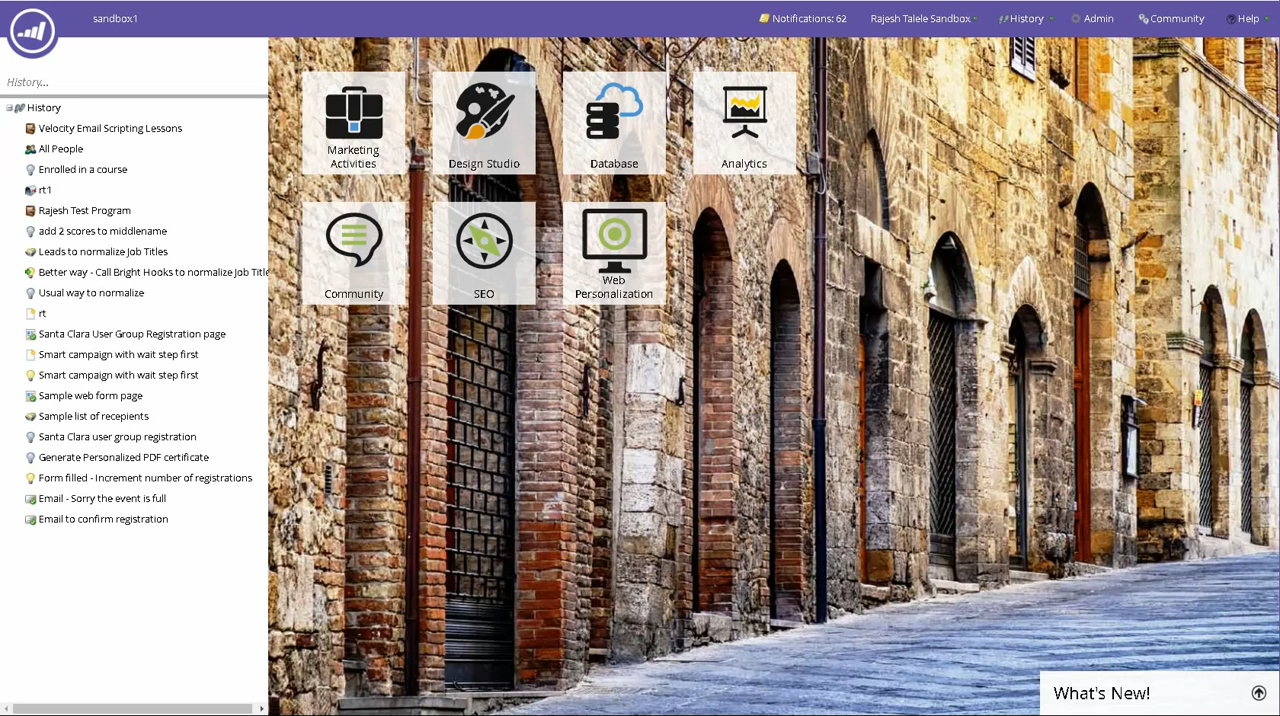 sandbox1
Notifications: 62
Rajesh Talele Sandbox
History
Admin
Community
Help
History...
History
Velocity Email Scripting Lessons
All People
Enrolled in a course
rt1
Rajesh Test Program
add 2 scores to middlename
Leads to normalize Job Titles
Better way - Call Bright Hooks to normalize Job Title
Usual way to normalize
rt
Santa Clara User Group Registration page
Smart campaign with wait step first
Smart campaign with wait step first
Sample web form page
Sample list of recepients
Santa Clara user group registration
Generate Personalized PDF certificate
Form filled - Increment number of registrations
Email - Sorry the event is full
Email to confirm registration
Marketing
Activities
Design Studio
Database
Analytics
Community
SEO
Web
Personalization
What's New!